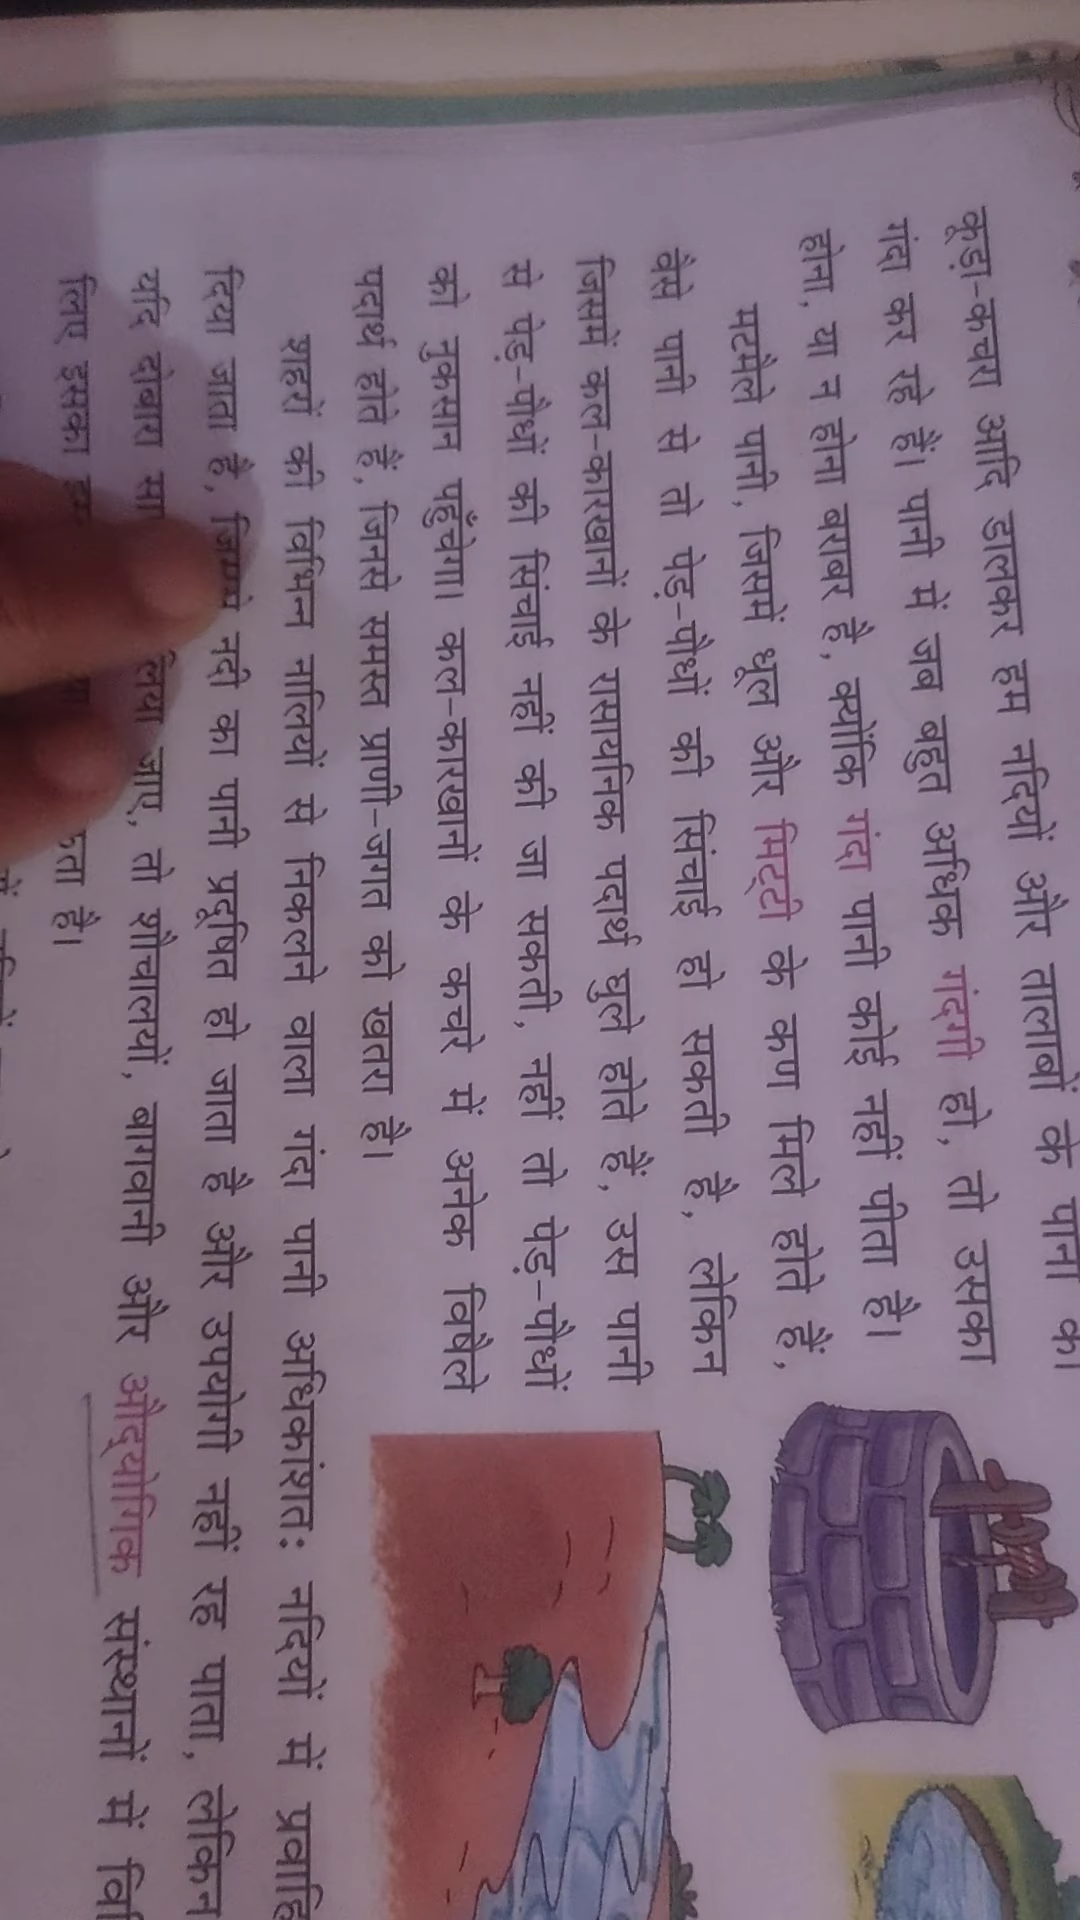 कूड़ा-कचरा आदि डालकर हम नदियों और तालाबों के पानी को
गंदा कर रहे हैं। पानी में जब बहुत अधिक गंदगी हो, तो उसका
होना, या न होना बराबर है, क्योंकि गंदा पानी कोई नहीं पीता है।
मटमैले पानी, जिसमें धूल और मिट्टी के कण मिले होते हैं,
वैसे पानी से तो पेड़-पौधों की सिंचाई हो सकती है, लेकिन
जिसमें कल-कारखानों के रासायनिक पदार्थ घुले होते हैं, उस पानी
से पेड़-पौधों की सिंचाई नहीं की जा सकती, नहीं तो पेड़-पौधों
को नुकसान पहुँचेगा। कल-कारखानों के कचरे में अनेक विषैले
पदार्थ होते हैं, जिनसे समस्त प्राणी-जगत को खतरा है।
शहरों की विभिन्न नालियों से निकलने वाला गंदा पानी अधिकांशतः नदियों में
दिया जाता है, जिससे नदी का पानी प्रदूषित हो जाता है और उपयोगी नहीं रह पाता, लेकिन
यदि दोबारा लिया जाए, तो शौचालयों, बागवानी और औद्योगिक संस्थानों में
लिए इसका है।